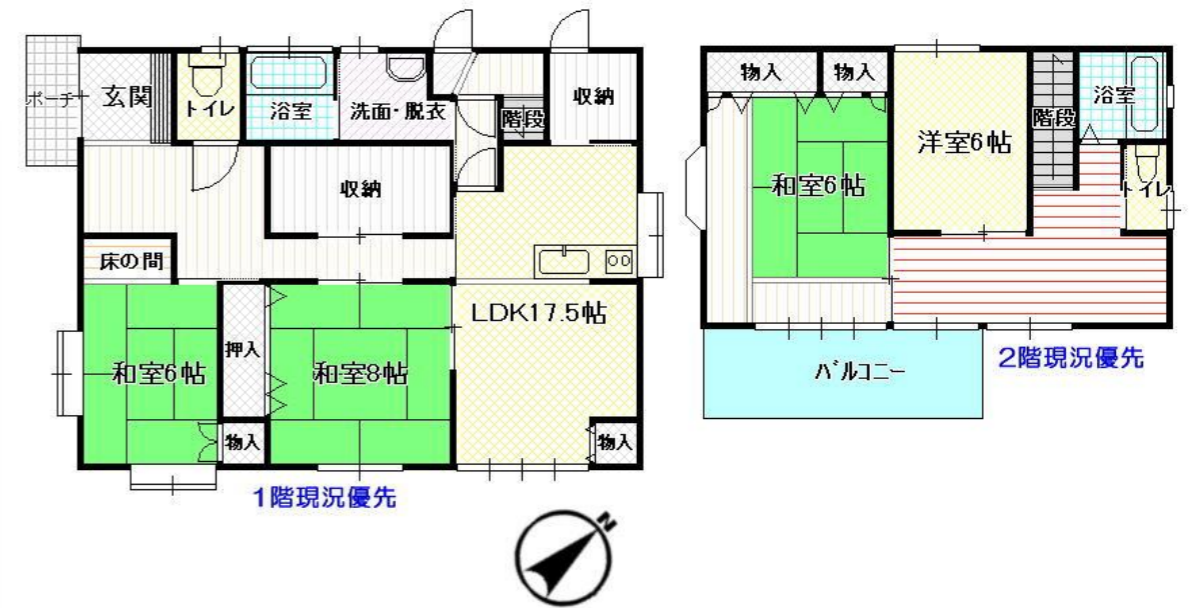 ポーチ
玄関
トイレ
浴室
洗面・脱衣
階段
収納
収納
床の間
和室6帖
押入
物入
和室8帖
LDK17.5帖
物入
1階現況優先
物入
物入
和室6帖
洋室6帖
階段
浴室
トイレ
バルコニー
2階現況優先
N